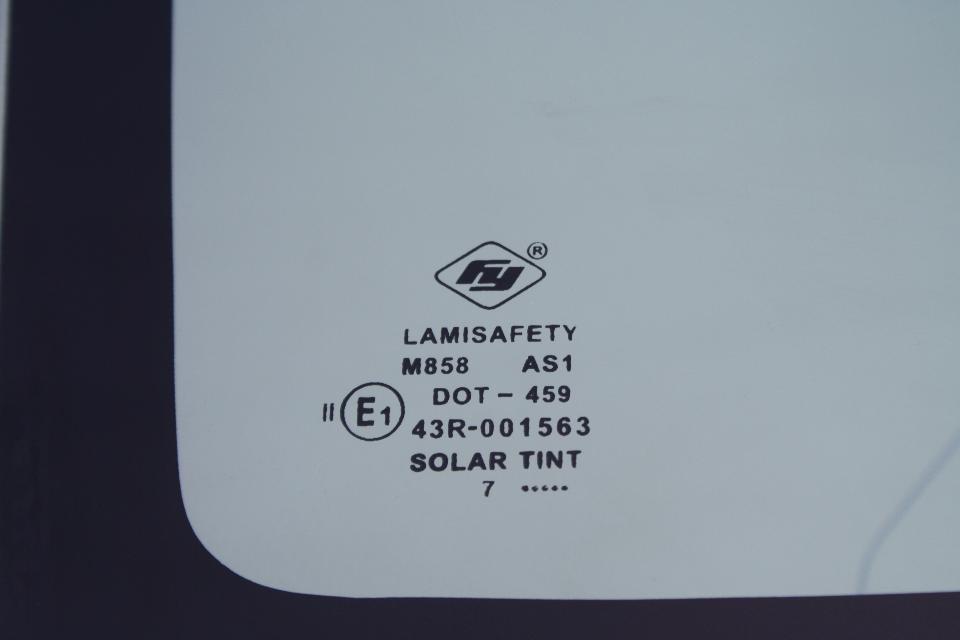 FY ®
LAMISAFETY
M858 AS1
DOT – 459
II E1 43R-001563
SOLAR TINT
7 •••••